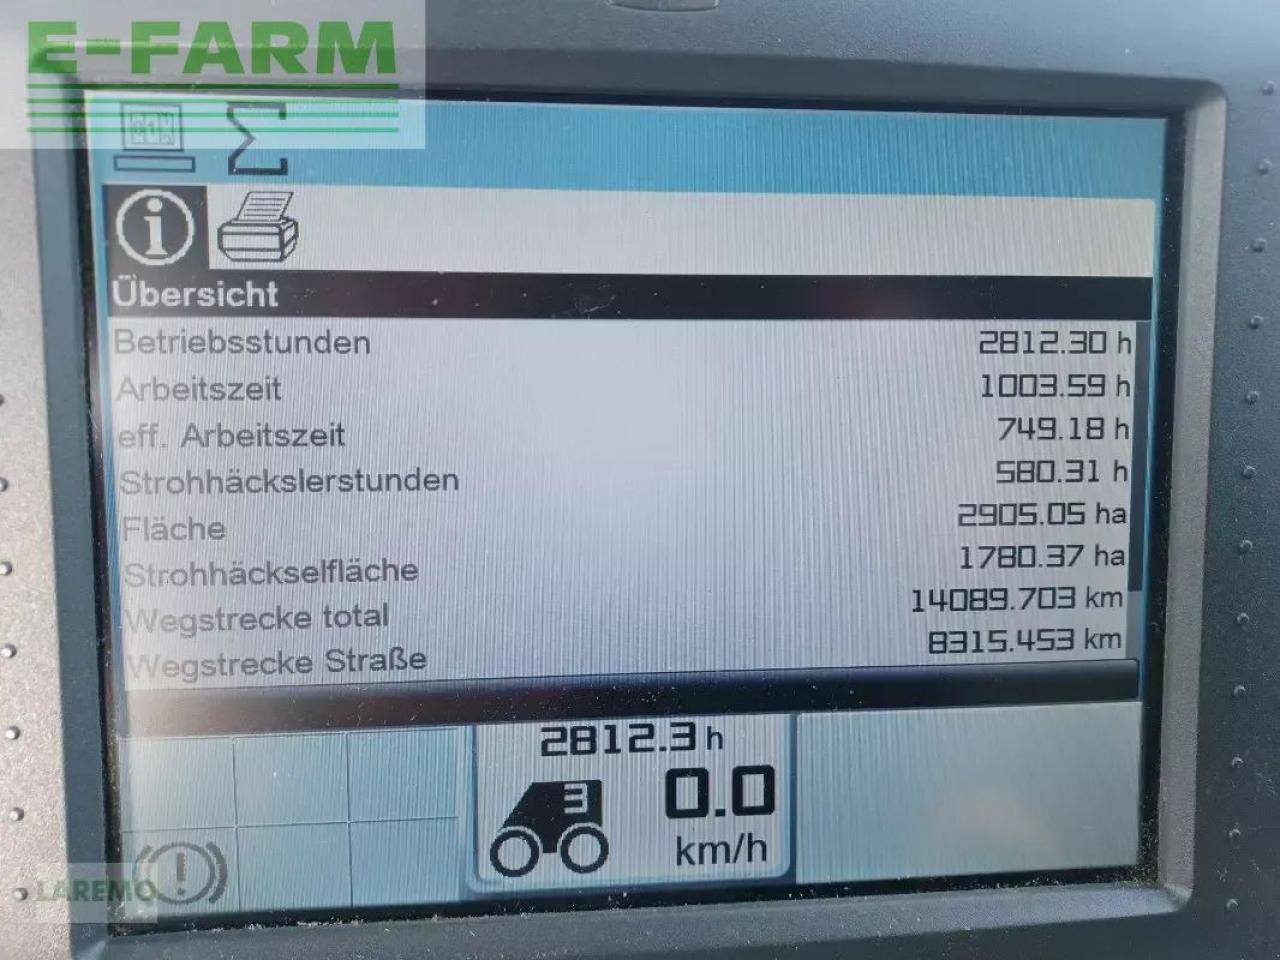 E-FARM
Übersicht
Betriebsstunden 2812.30 h
Arbeitszeit 1003.59 h
eff. Arbeitszeit 749.18 h
Strohhäckslerstunden 580.31 h
Fläche 2905.05 ha
Strohhäckselfläche 1780.37 ha
Wegstrecke total 14089.703 km
Wegstrecke Straße 8315.453 km
2812.3 h
3 0.0
km/h
LAREMO